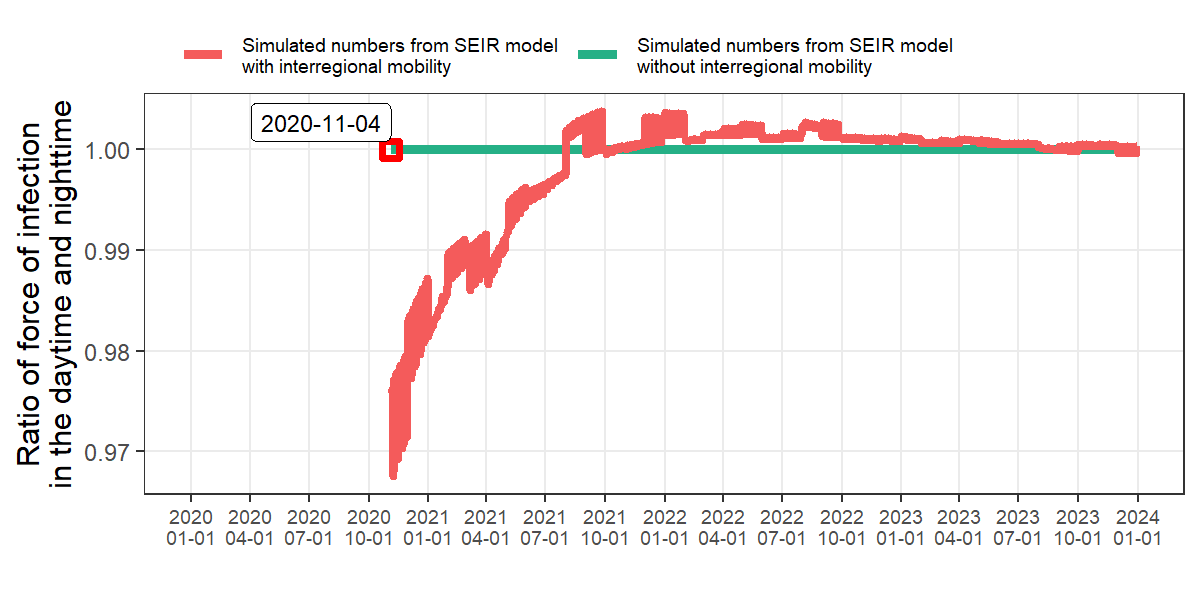 Simulated numbers from SEIR model
with interregional mobility
Simulated numbers from SEIR model
without interregional mobility
Ratio of force of infection
in the daytime and nighttime
2020-11-04
1.00
0.99
0.98
0.97
2020 2020 2020 2020 2021 2021 2021 2021 2022 2022 2022 2022 2023 2023 2023 2023 2024
01-01 04-01 07-01 10-01 01-01 04-01 07-01 10-01 01-01 04-01 07-01 10-01 01-01 04-01 07-01 10-01 01-01